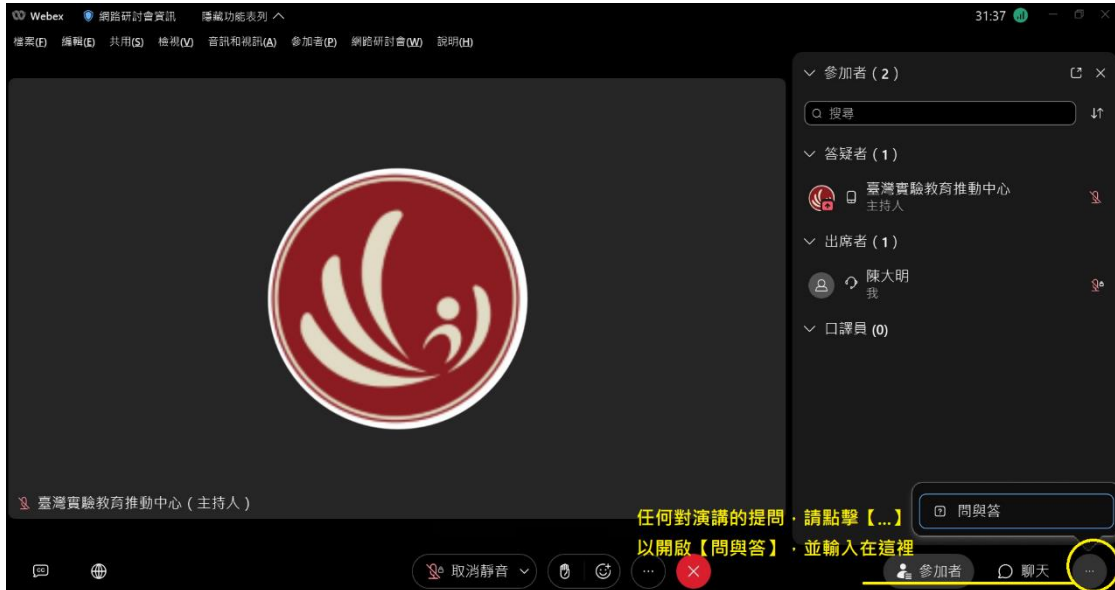 Webex 網路研討會資訊 隱藏功能表列 31:37
檔案(F) 編輯(E) 共用(S) 檢視(V) 音訊和視訊(A) 參加者(P) 網路研討會(W) 說明(H)
參加者 ( 2 )
搜尋
答疑者 ( 1 )
臺灣實驗教育推動中心
主持人
出席者 ( 1 )
陳大明
我
口譯員 (0)
臺灣實驗教育推動中心 ( 主持人 )
問與答
任何對演講的提問，請點擊【...】
以開啟【問與答】，並輸入在這裡
CC 取消靜音 ... 參加者 聊天 ...